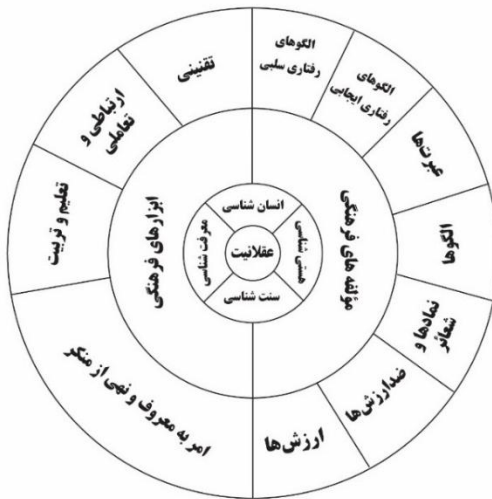 الگوهای
رفتاری سلبی
الگوهای
رفتاری ایجابی
عبرت‌ها
الگوها
نمادها و
شعائر
ضدارزش‌ها
ارزش‌ها
امر به معروف و نهی از منکر
تعلیم و تربیت
ارتباطی و
تعاملی
تقنینی
مؤلفه های فرهنگی
ابزارهای فرهنگی
انسان شناسی
هستی شناسی
سنت شناسی
معرفت شناسی
عقلانیت